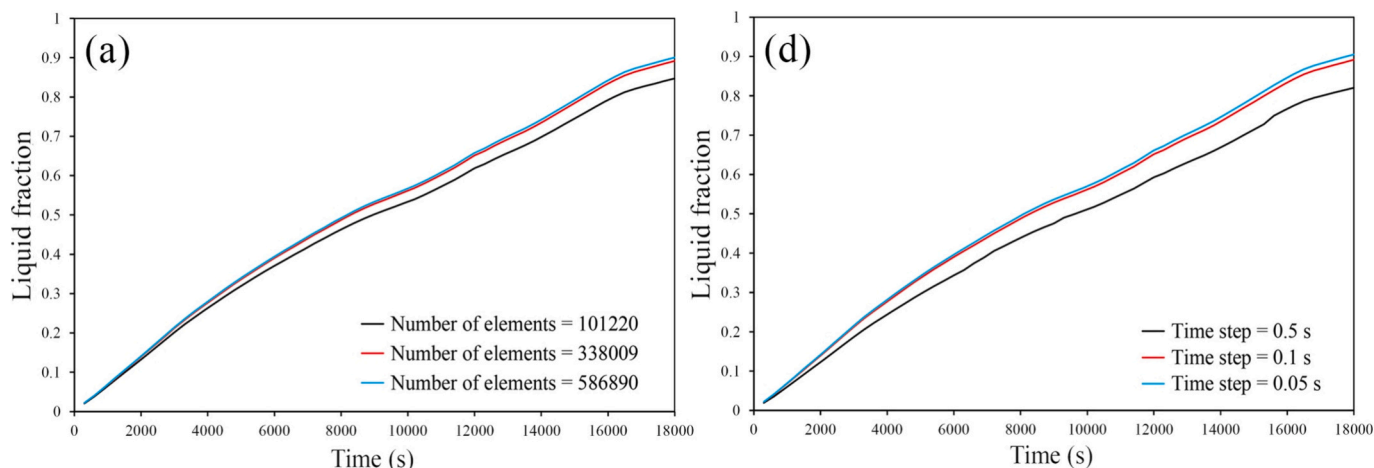 (a)
Liquid fraction
1
0.9
0.8
0.7
0.6
0.5
0.4
0.3
0.2
0.1
0
Number of elements = 101220
Number of elements = 338009
Number of elements = 586890
0 2000 4000 6000 8000 10000 12000 14000 16000 18000
Time (s)
(d)
Liquid fraction
1
0.9
0.8
0.7
0.6
0.5
0.4
0.3
0.2
0.1
0
Time step = 0.5 s
Time step = 0.1 s
Time step = 0.05 s
0 2000 4000 6000 8000 10000 12000 14000 16000 18000
Time (s)